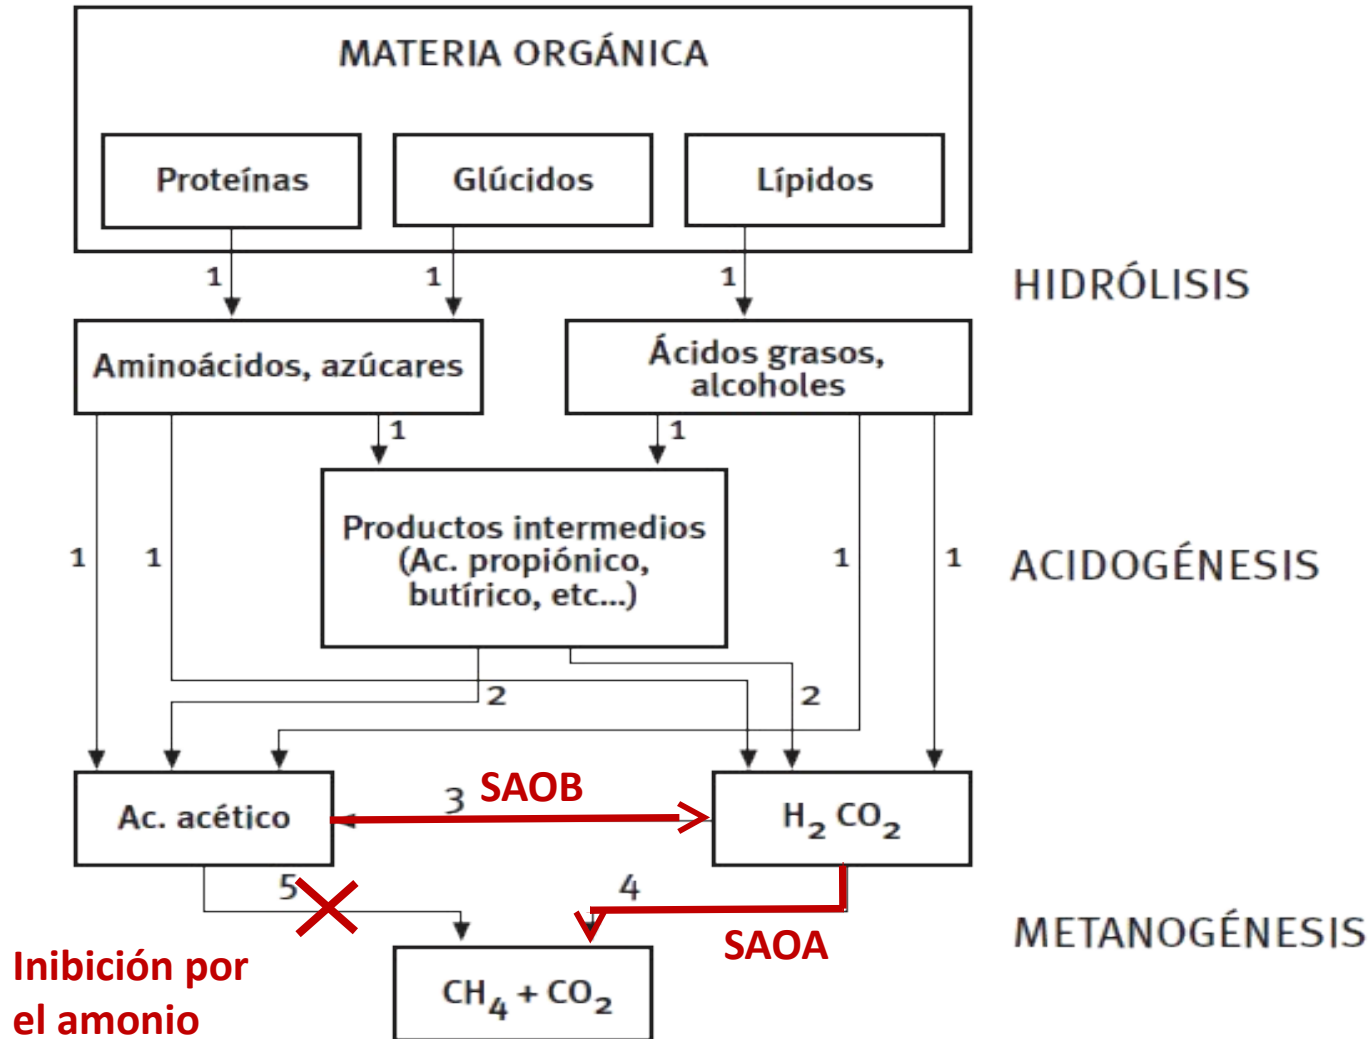 MATERIA ORGÁNICA
Proteínas
Glúcidos
Lípidos
1
1
1
HIDRÓLISIS
Aminoácidos, azúcares
Ácidos grasos,
alcoholes
1
1
Productos intermedios
(Ac. propiónico,
butírico, etc...)
1
1
1
1
ACIDOGÉNESIS
2
2
Ac. acético
3
SAOB
H₂ CO₂
5
4
SAOA
METANOGÉNESIS
Inibición por
el amonio
CH₄ + CO₂